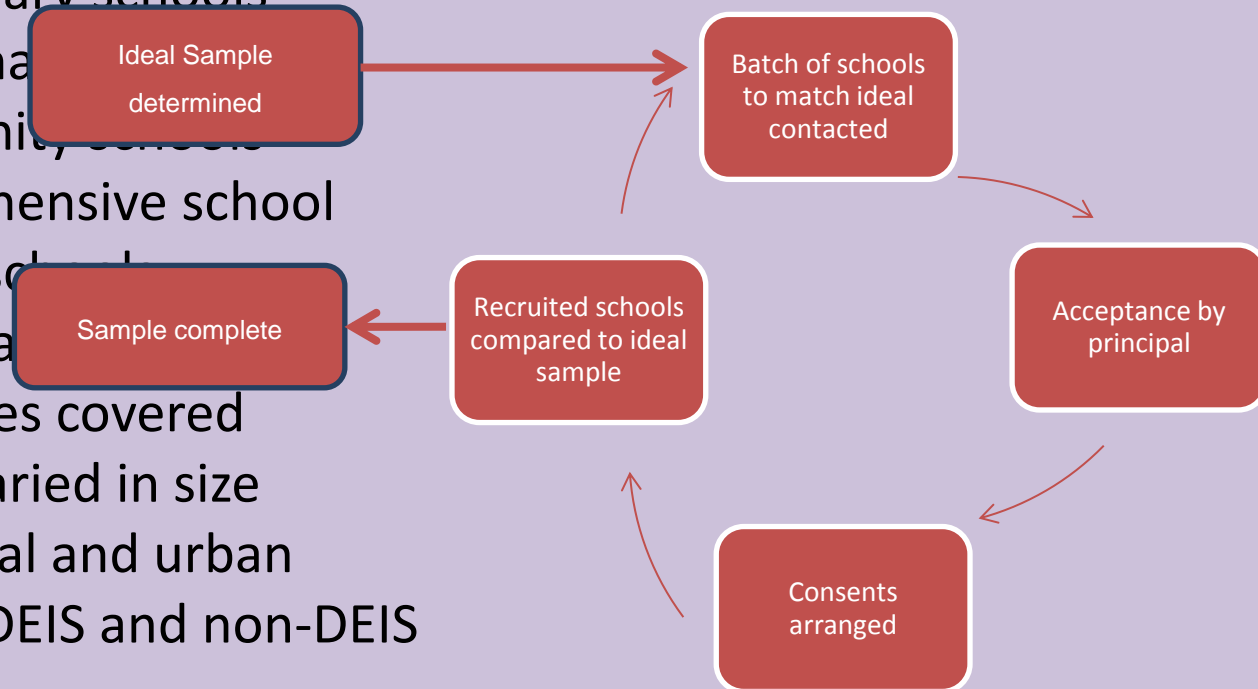 Ideal Sample
determined
Batch of schools
to match ideal
contacted
hensive school
Acceptance by
principal
Recruited schools
compared to ideal
sample
Sample complete
es covered
aried in size
al and urban
DEIS and non-DEIS
Consents
arranged